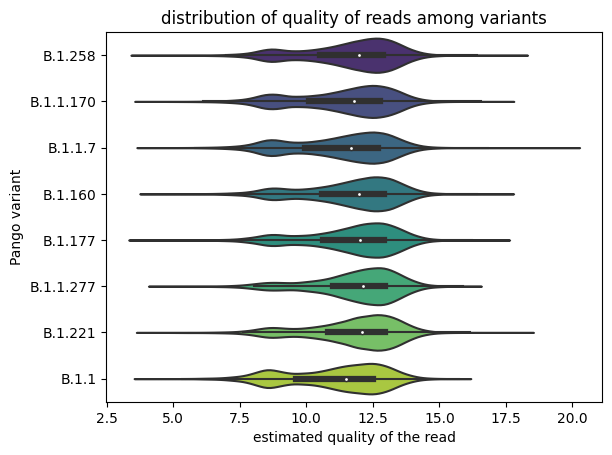 distribution of quality of reads among variants
Pango variant
B.1.258
B.1.1.170
B.1.1.7
B.1.160
B.1.177
B.1.1.277
B.1.221
B.1.1
2.5 5.0 7.5 10.0 12.5 15.0 17.5 20.0
estimated quality of the read